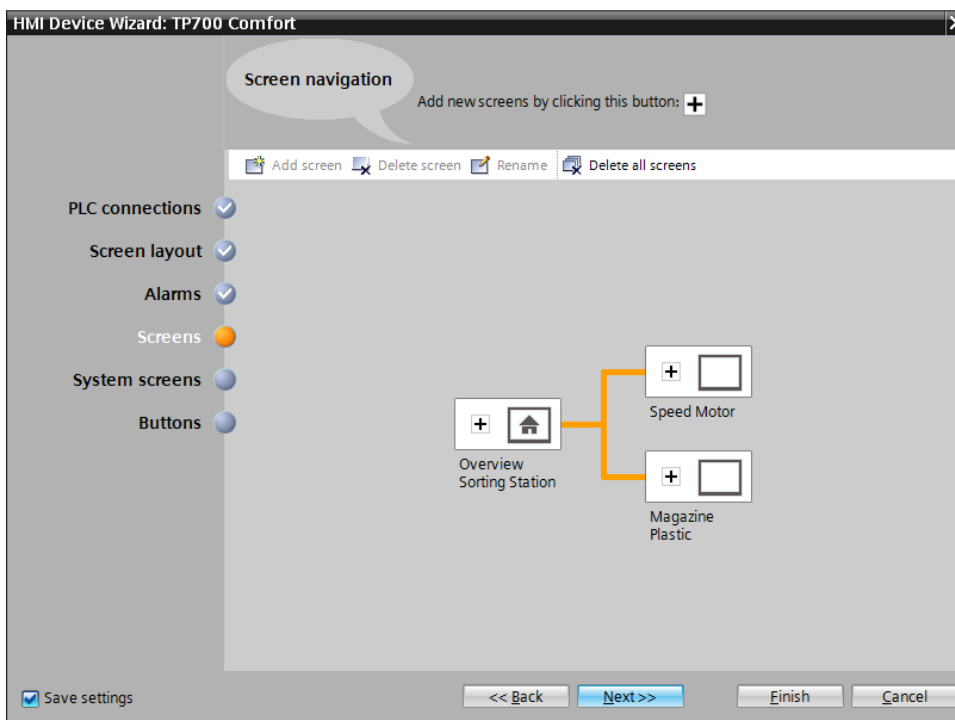 HMI Device Wizard: TP700 Comfort
Screen navigation
Add new screens by clicking this button:
Add screen Delete screen Rename Delete all screens
PLC connections
Screen layout
Alarms
Screens
System screens
Buttons
Speed Motor
Overview
Sorting Station
Magazine
Plastic
Save settings
<< Back Next >> Finish Cancel